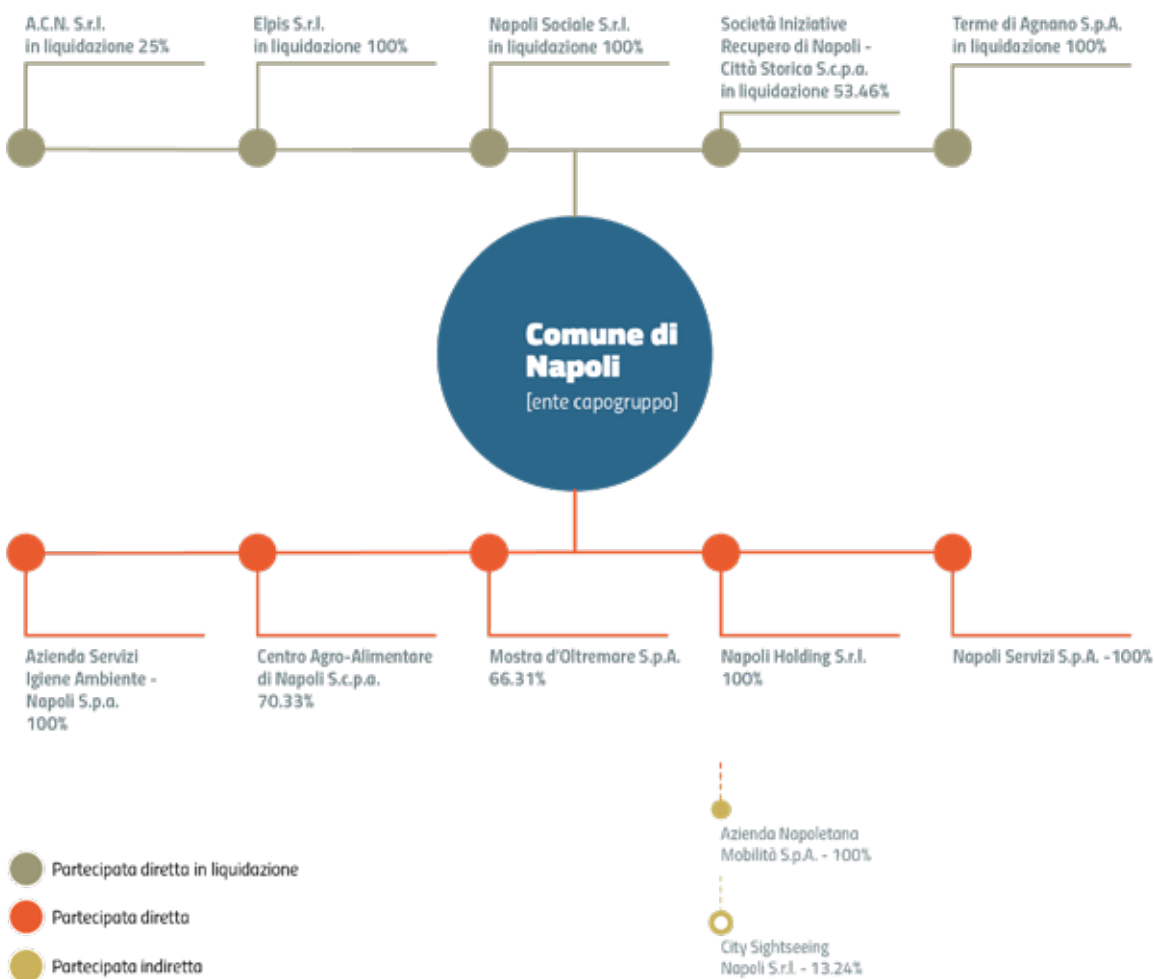 A.C.N. S.r.l.
in liquidazione 25%
Elpis S.r.l.
in liquidazione 100%
Napoli Sociale S.r.l.
in liquidazione 100%
Società Iniziative
Recupero di Napoli -
Città Storica S.c.p.a.
in liquidazione 53.46%
Terme di Agnano S.p.A.
in liquidazione 100%
Comune di
Napoli
[ente capogruppo]
Azienda Servizi
Igiene Ambiente -
Napoli S.p.a.
100%
Centro Agro-Alimentare
di Napoli S.c.p.a.
70.33%
Mostra d'Oltremare S.p.A.
66.31%
Napoli Holding S.r.l.
100%
Napoli Servizi S.p.A. -100%
Azienda Napoletana
Mobilità S.p.A. - 100%
City Sightseeing
Napoli S.r.l. - 13.24%
Partecipata diretta in liquidazione
Partecipata diretta
Partecipata indiretta